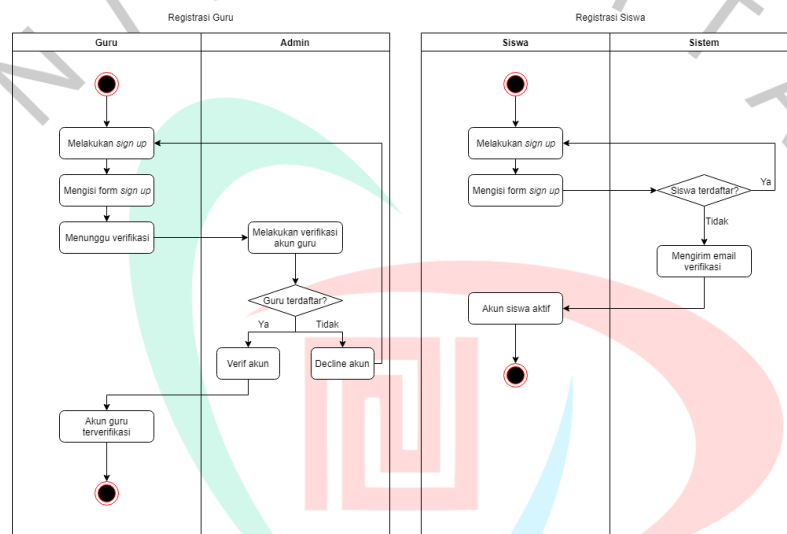 Registrasi Guru
Guru
Admin
Melakukan sign up
Mengisi form sign up
Menunggu verifikasi
Melakukan verifikasi
akun guru
Guru terdaftar?
Ya
Tidak
Verif akun
Decline akun
Akun guru
terverifikasi
Registrasi Siswa
Siswa
Sistem
Melakukan sign up
Mengisi form sign up
Siswa terdaftar?
Ya
Tidak
Mengirim email
verifikasi
Akun siswa aktif